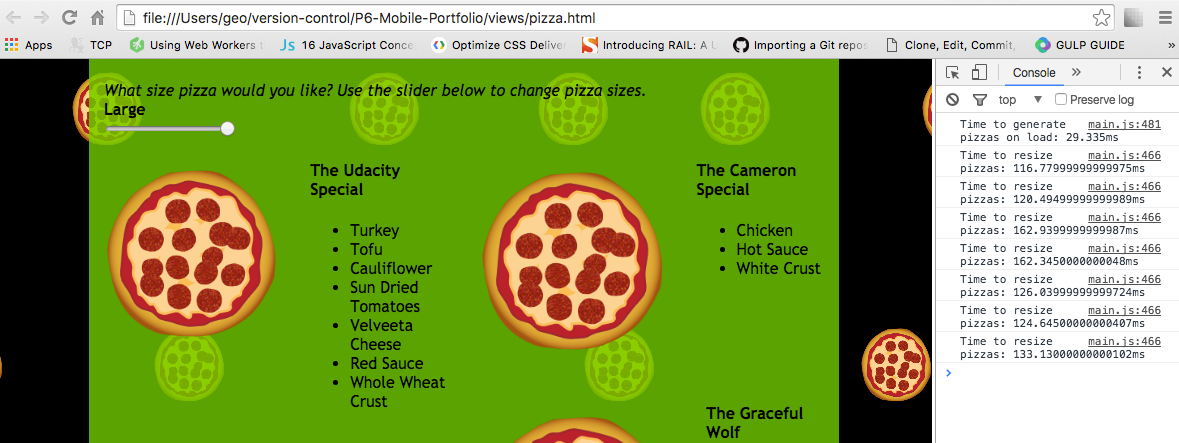 file:///Users/geo/version-control/P6-Mobile-Portfolio/views/pizza.html
Apps TCP Using Web Workers t Js 16 JavaScript Conce Optimize CSS Deliver Introducing RAIL: A U Importing a Git repos Clone, Edit, Commit, GULP GUIDE »
What size pizza would you like? Use the slider below to change pizza sizes.
Large
The Udacity
Special
Turkey
Tofu
Cauliflower
Sun Dried
Tomatoes
Velveeta
Cheese
Red Sauce
Whole Wheat
Crust
The Cameron
Special
Chicken
Hot Sauce
White Crust
The Graceful
Wolf
Console »
top Preserve log
Time to generate main.js:481
pizzas on load: 29.335ms
Time to resize main.js:466
pizzas: 116.77999999999975ms
Time to resize main.js:466
pizzas: 120.49499999999989ms
Time to resize main.js:466
pizzas: 162.9399999999987ms
Time to resize main.js:466
pizzas: 162.3450000000048ms
Time to resize main.js:466
pizzas: 126.03999999999724ms
Time to resize main.js:466
pizzas: 124.64500000000407ms
Time to resize main.js:466
pizzas: 133.13000000000102ms